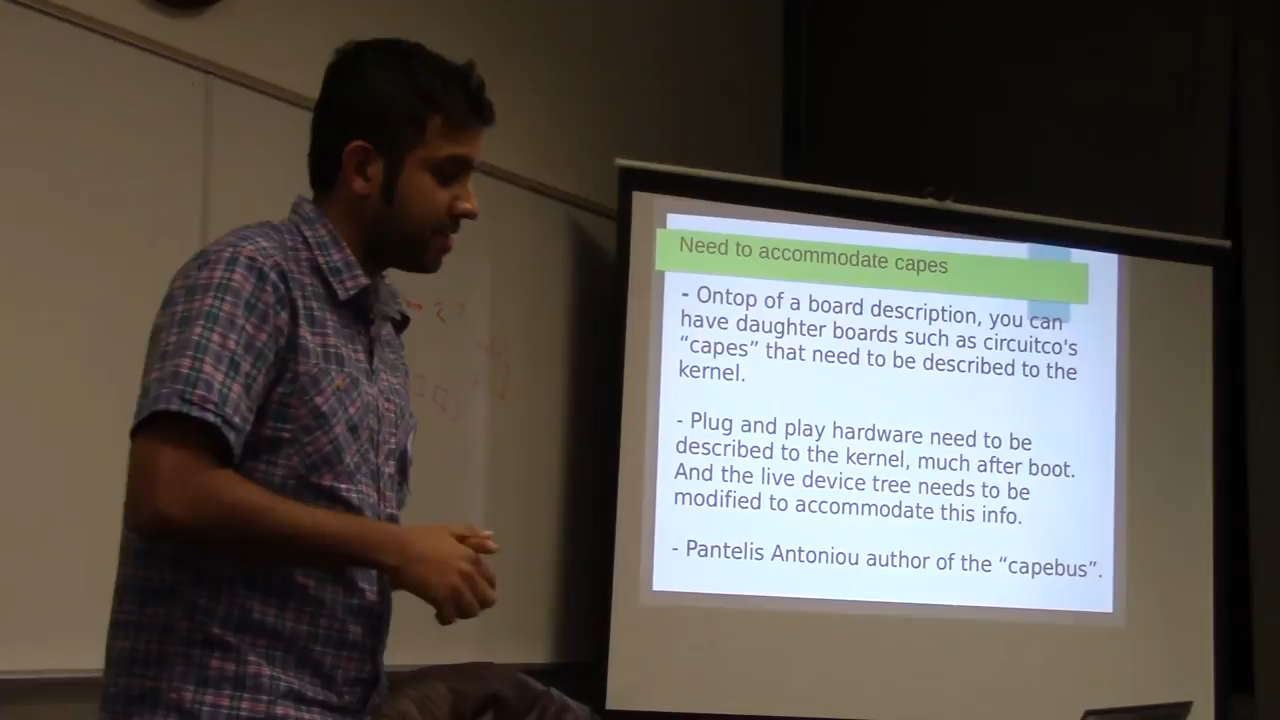 Need to accommodate capes
- Ontop of a board description, you can
have daughter boards such as circuitco's
“capes” that need to be described to the
kernel.
- Plug and play hardware need to be
described to the kernel, much after boot.
And the live device tree needs to be
modified to accommodate this info.
- Pantelis Antoniou author of the “capebus”.